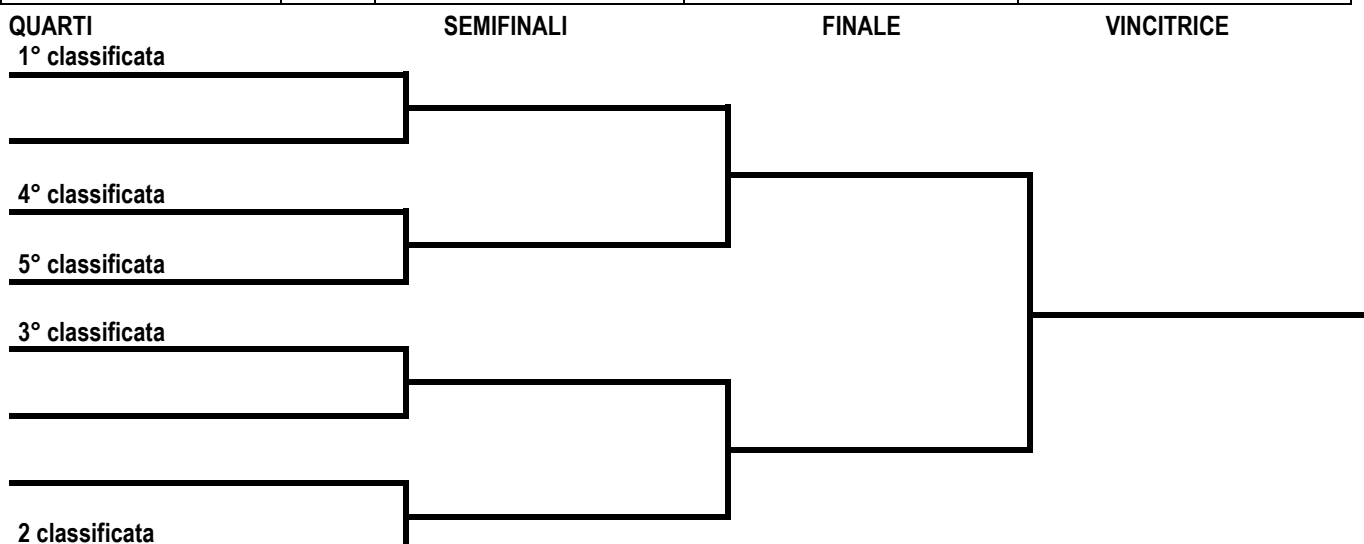 QUARTI SEMIFINALI FINALE VINCITRICE
1° classificata
4° classificata
5° classificata
3° classificata
2 classificata